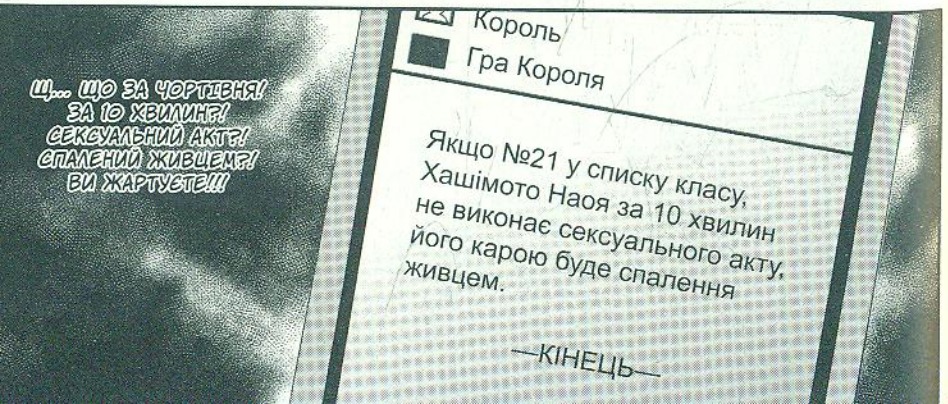 Щ... ЩО ЗА ЧОРТІВНЯ!
ЗА 10 ХВИЛИН?!
СЕКСУАЛЬНИЙ АКТ?!
СПАЛЕНИЙ ЖИВЦЕМ?!
ВИ ЖАРТУЄТЕ!!!
Король
Гра Короля
Якщо №21 у списку класу,
Хашімото Наоя за 10 хвилин
не виконає сексуального акту,
його карою буде спалення
живцем.
—КІНЕЦЬ—